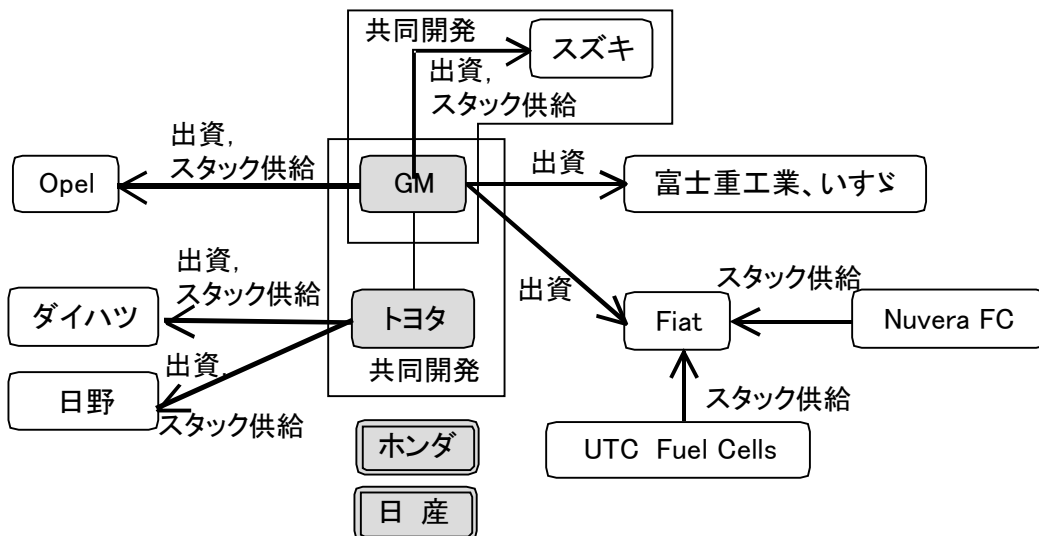 共同開発
スズキ
出資,
スタック供給
出資,
スタック供給
Opel
GM
出資
富士重工業、いすゞ
出資,
スタック供給
ダイハツ
トヨタ
出資
スタック供給
Fiat
Nuvera FC
出資,
日野
スタック供給
共同開発
スタック供給
ホンダ
UTC Fuel Cells
日 産